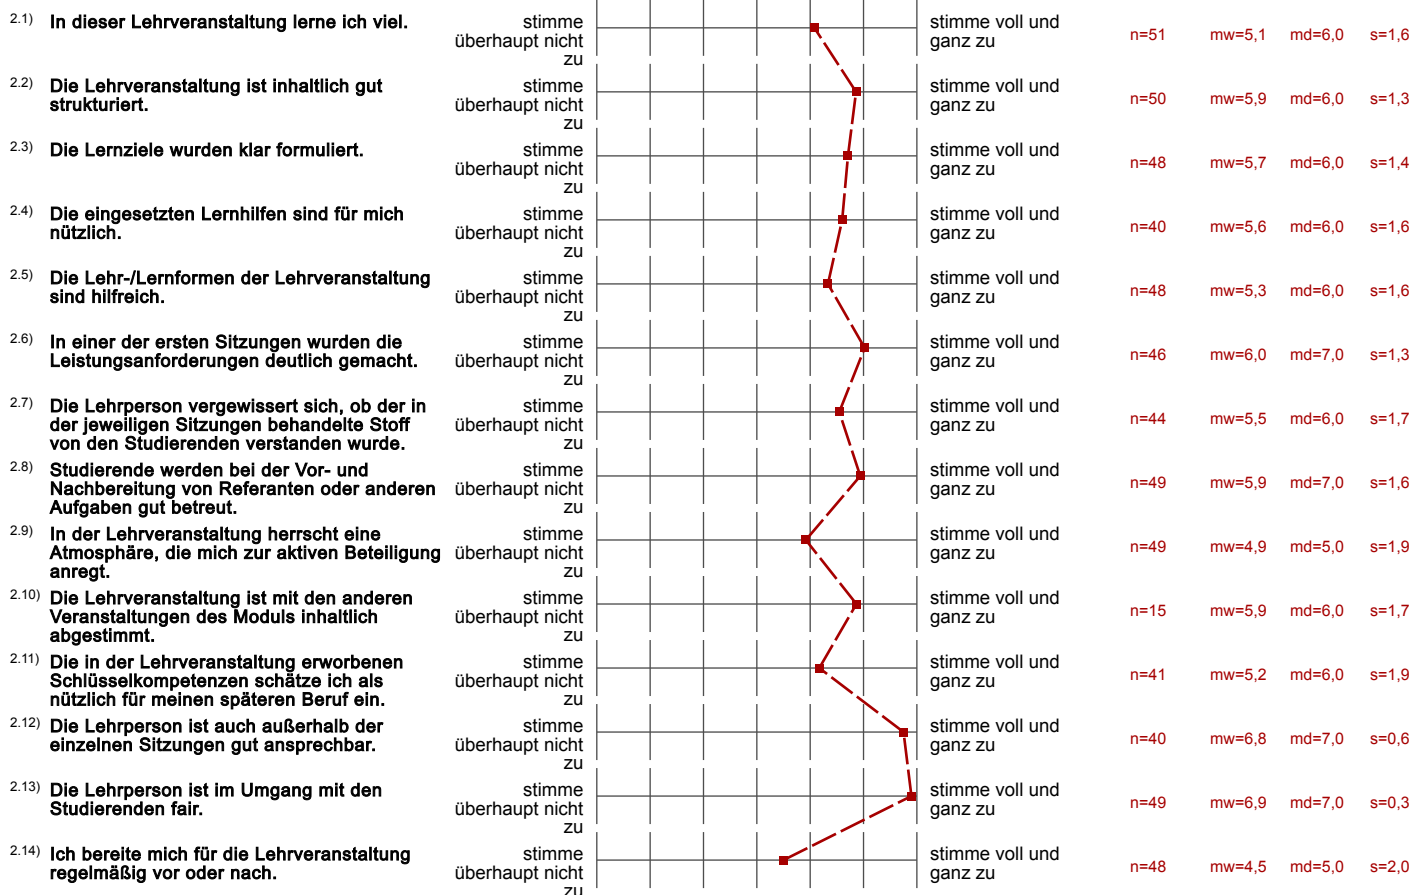 2.1) In dieser Lehrveranstaltung lerne ich viel. stimme stimme voll und
überhaupt nicht ganz zu n=51 mw=5,1 md=6,0 s=1,6
zu
2.2) Die Lehrveranstaltung ist inhaltlich gut stimme stimme voll und
strukturiert. überhaupt nicht ganz zu n=50 mw=5,9 md=6,0 s=1,3
zu
2.3) Die Lernziele wurden klar formuliert. stimme stimme voll und
überhaupt nicht ganz zu n=48 mw=5,7 md=6,0 s=1,4
zu
2.4) Die eingesetzten Lernhilfen sind für mich stimme stimme voll und
nützlich. überhaupt nicht ganz zu n=40 mw=5,6 md=6,0 s=1,6
zu
2.5) Die Lehr-/Lernformen der Lehrveranstaltung stimme stimme voll und
sind hilfreich. überhaupt nicht ganz zu n=48 mw=5,3 md=6,0 s=1,6
zu
2.6) In einer der ersten Sitzungen wurden die stimme stimme voll und
Leistungsanforderungen deutlich gemacht. überhaupt nicht ganz zu n=46 mw=6,0 md=7,0 s=1,3
zu
2.7) Die Lehrperson vergewissert sich, ob der in stimme stimme voll und
der jeweiligen Sitzungen behandelte Stoff überhaupt nicht ganz zu n=44 mw=5,5 md=6,0 s=1,7
von den Studierenden verstanden wurde. zu
2.8) Studierende werden bei der Vor- und stimme stimme voll und
Nachbereitung von Referanten oder anderen überhaupt nicht ganz zu n=49 mw=5,9 md=7,0 s=1,6
Aufgaben gut betreut. zu
2.9) In der Lehrveranstaltung herrscht eine stimme stimme voll und
Atmosphäre, die mich zur aktiven Beteiligung überhaupt nicht ganz zu n=49 mw=4,9 md=5,0 s=1,9
anregt. zu
2.10) Die Lehrveranstaltung ist mit den anderen stimme stimme voll und
Veranstaltungen des Moduls inhaltlich überhaupt nicht ganz zu n=15 mw=5,9 md=6,0 s=1,7
abgestimmt. zu
2.11) Die in der Lehrveranstaltung erworbenen stimme stimme voll und
Schlüsselkompetenzen schätze ich als überhaupt nicht ganz zu n=41 mw=5,2 md=6,0 s=1,9
nützlich für meinen späteren Beruf ein. zu
2.12) Die Lehrperson ist auch außerhalb der stimme stimme voll und
einzelnen Sitzungen gut ansprechbar. überhaupt nicht ganz zu n=40 mw=6,8 md=7,0 s=0,6
zu
2.13) Die Lehrperson ist im Umgang mit den stimme stimme voll und
Studierenden fair. überhaupt nicht ganz zu n=49 mw=6,9 md=7,0 s=0,3
zu
2.14) Ich bereite mich für die Lehrveranstaltung stimme stimme voll und
regelmäßig vor oder nach. überhaupt nicht ganz zu n=48 mw=4,5 md=5,0 s=2,0
zu